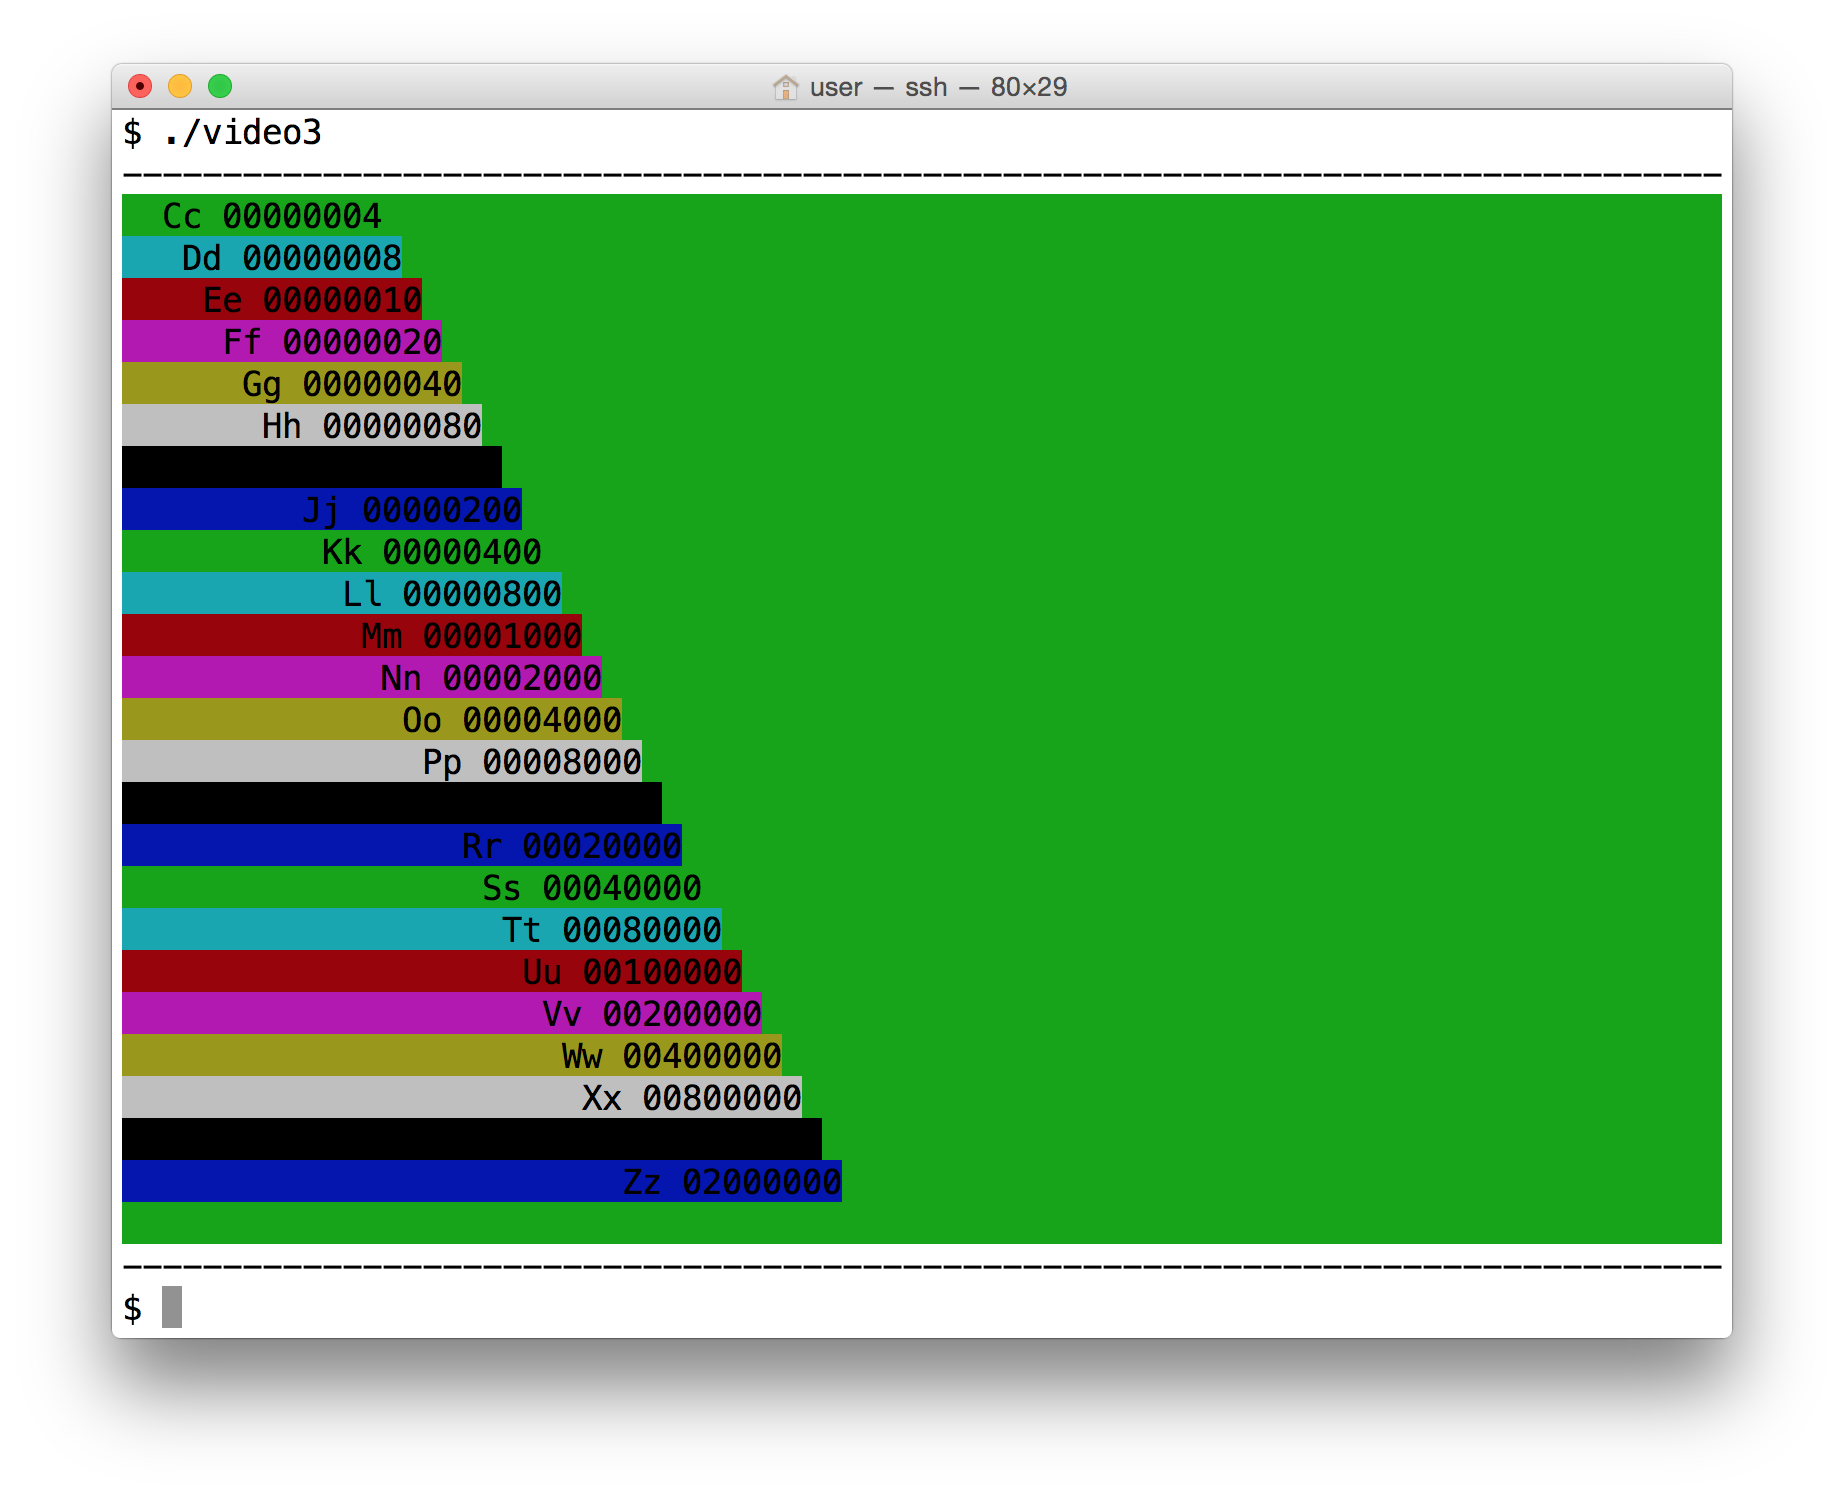 user — ssh — 80×29
$ ./video3
--------------------------------------------------------------------------------
Cc 00000004
Dd 00000008
Ee 00000010
Ff 00000020
Gg 00000040
Hh 00000080
Jj 00000200
Kk 00000400
Ll 00000800
Mm 00001000
Nn 00002000
Oo 00004000
Pp 00008000
Rr 00020000
Ss 00040000
Tt 00080000
Uu 00100000
Vv 00200000
Ww 00400000
Xx 00800000
Zz 02000000
--------------------------------------------------------------------------------
$